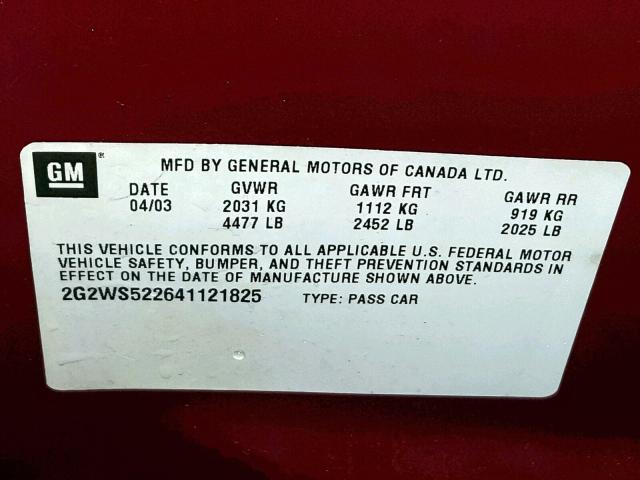 GM ® MFD BY GENERAL MOTORS OF CANADA LTD.
DATE GVWR GAWR FRT GAWR RR
04/03 2031 KG 1112 KG 919 KG
4477 LB 2452 LB 2025 LB
THIS VEHICLE CONFORMS TO ALL APPLICABLE U.S. FEDERAL MOTOR
VEHICLE SAFETY, BUMPER, AND THEFT PREVENTION STANDARDS IN
EFFECT ON THE DATE OF MANUFACTURE SHOWN ABOVE.
2G2WS522641121825 TYPE: PASS CAR